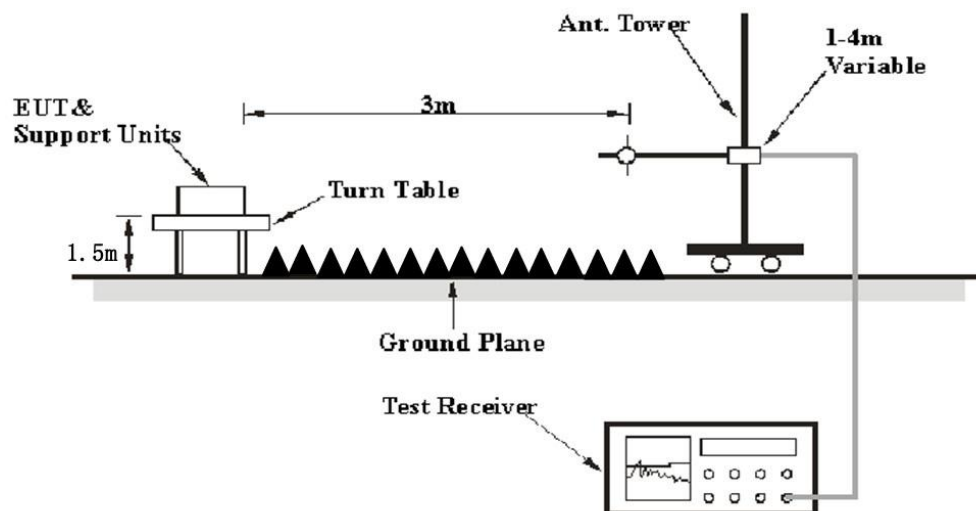 Ant. Tower
1-4m
Variable
3m
EUT&
Support Units
Turn Table
1.5m
Ground Plane
Test Receiver